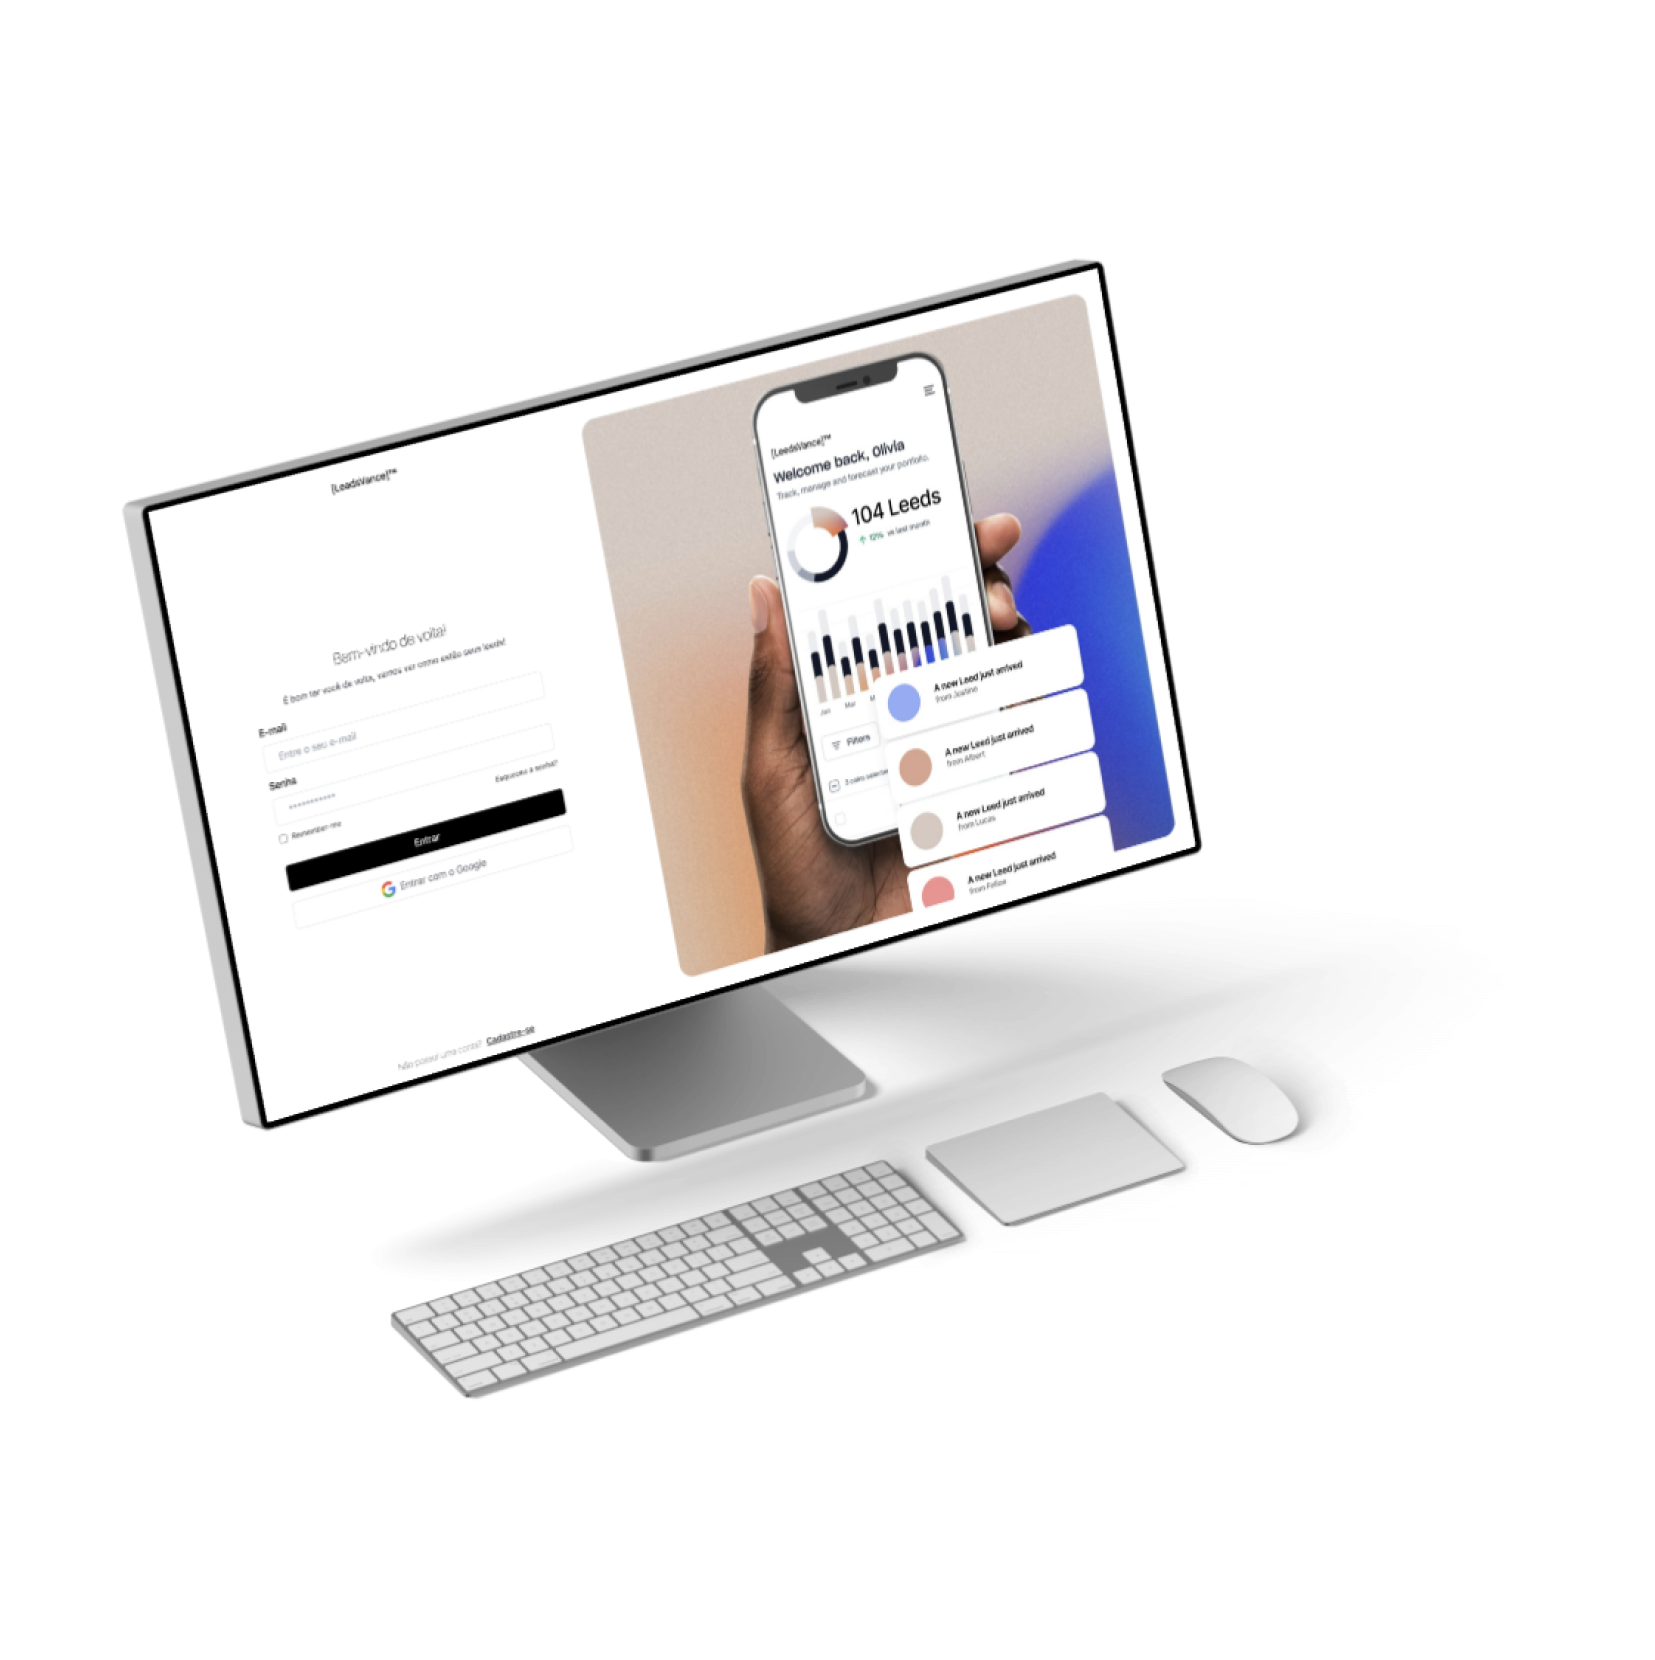 [LeadsVance]™
Bem-vindo de volta!
É bom ter você de volta, vamos ver como estão seus leeds!
E-mail
Entre o seu e-mail
Senha
Esqueceu a senha?
Remember-me
Entrar
Entrar com o Google
Não possui uma conta? Cadastre-se
[LeedsVance]™
Welcome back, Olivia
Track, manage and forecast your portfolio.
104 Leeds
12% vs last month
Jan Mar
Filters
A new Leed just arrived
from Justine
A new Leed just arrived
from Albert
A new Leed just arrived
from Lucas
A new Leed just arrived
from Felipe